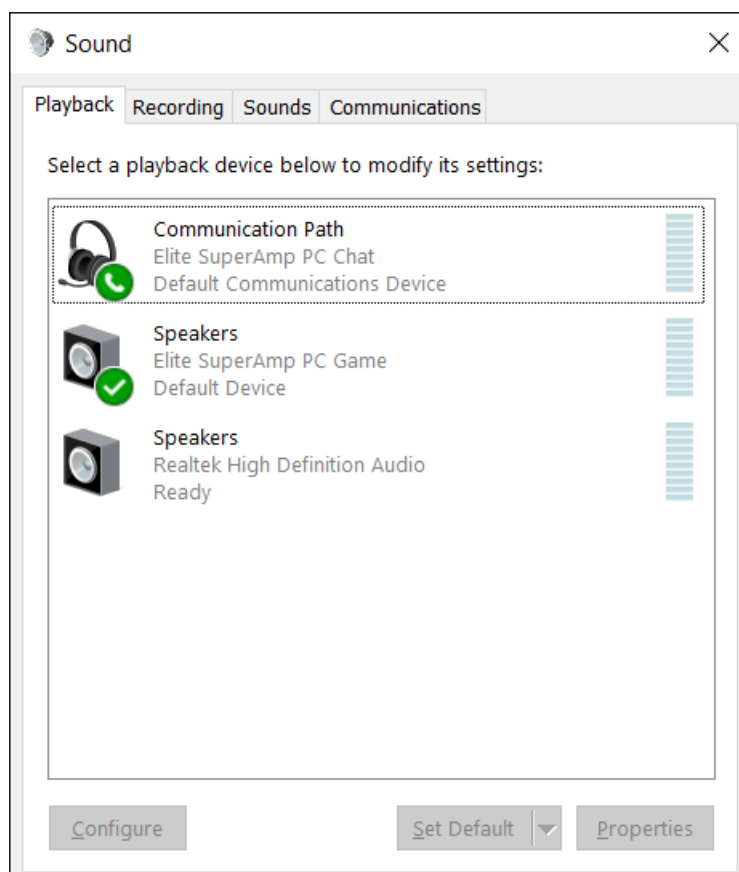 Sound
Playback Recording Sounds Communications
Select a playback device below to modify its settings:
Communication Path
Elite SuperAmp PC Chat
Default Communications Device
Speakers
Elite SuperAmp PC Game
Default Device
Speakers
Realtek High Definition Audio
Ready
Configure Set Default Properties